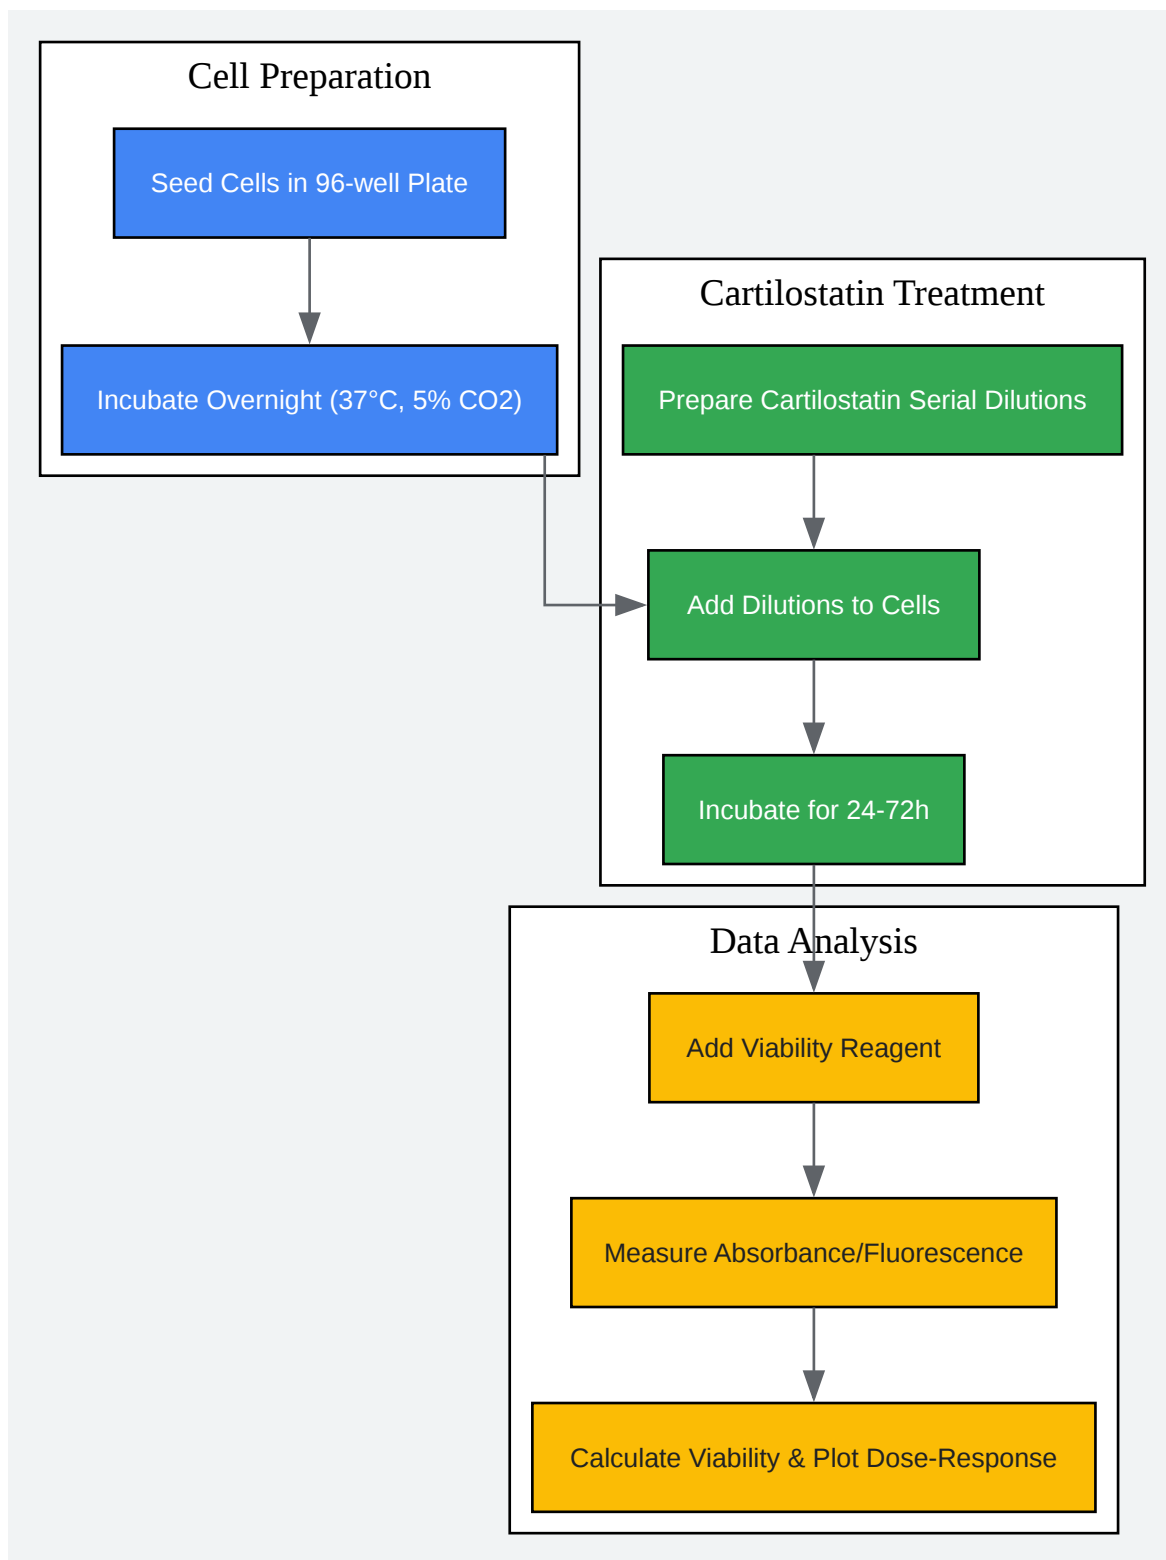 Cell Preparation
Seed Cells in 96-well Plate
Incubate Overnight (37°C, 5% CO2)
Cartilostatin Treatment
Prepare Cartilostatin Serial Dilutions
Add Dilutions to Cells
Incubate for 24-72h
Data Analysis
Add Viability Reagent
Measure Absorbance/Fluorescence
Calculate Viability & Plot Dose-Response